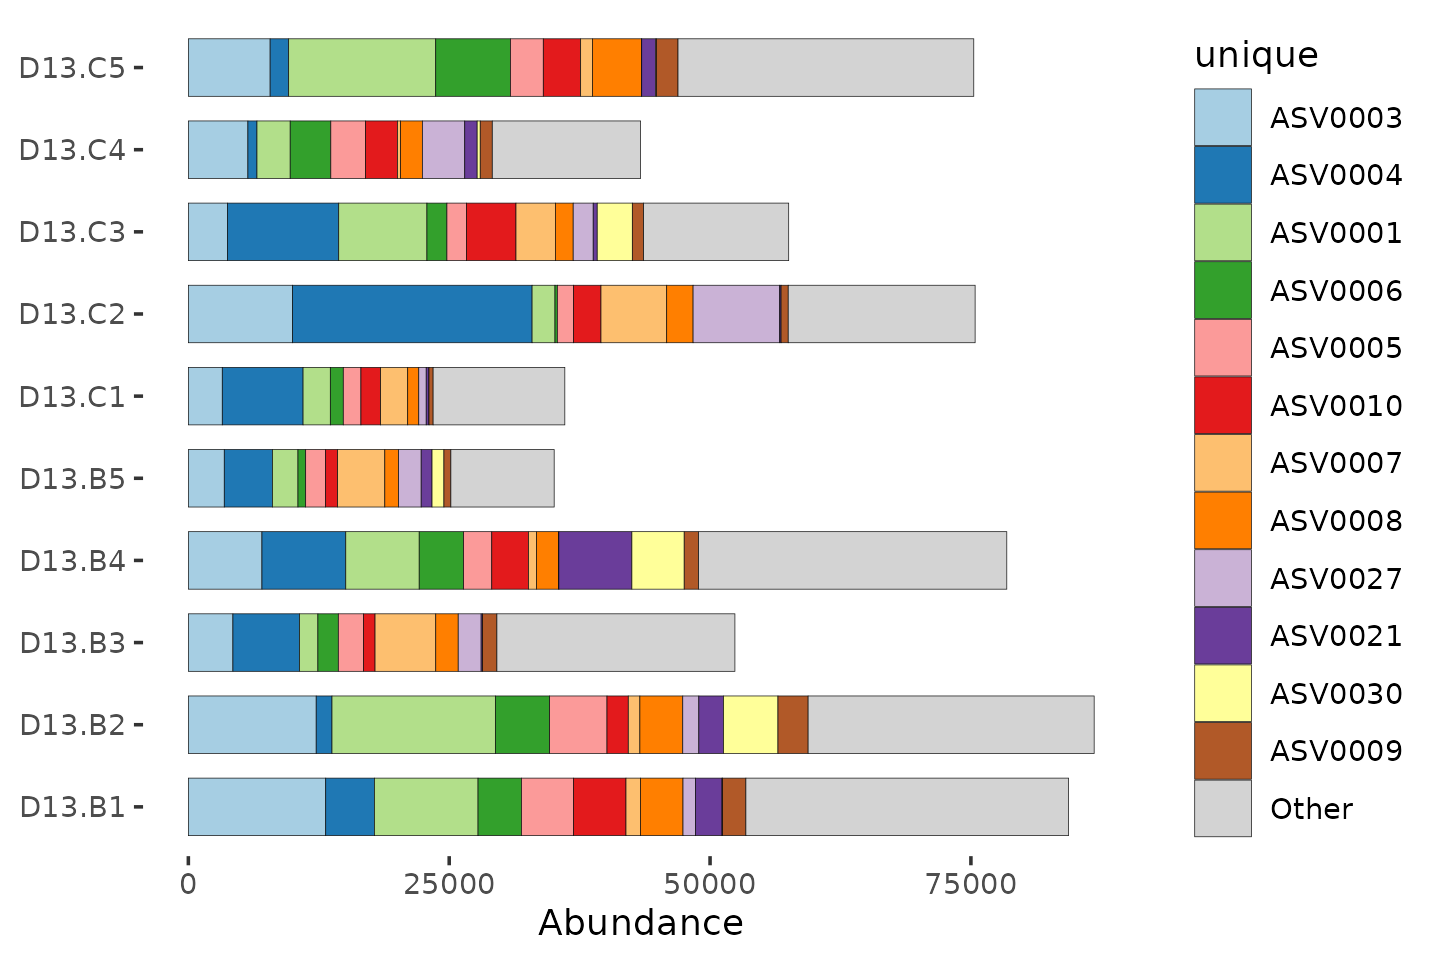 D13.C5
D13.C4
D13.C3
D13.C2
D13.C1
D13.B5
D13.B4
D13.B3
D13.B2
D13.B1
0 25000 50000 75000
Abundance
unique
ASV0003
ASV0004
ASV0001
ASV0006
ASV0005
ASV0010
ASV0007
ASV0008
ASV0027
ASV0021
ASV0030
ASV0009
Other